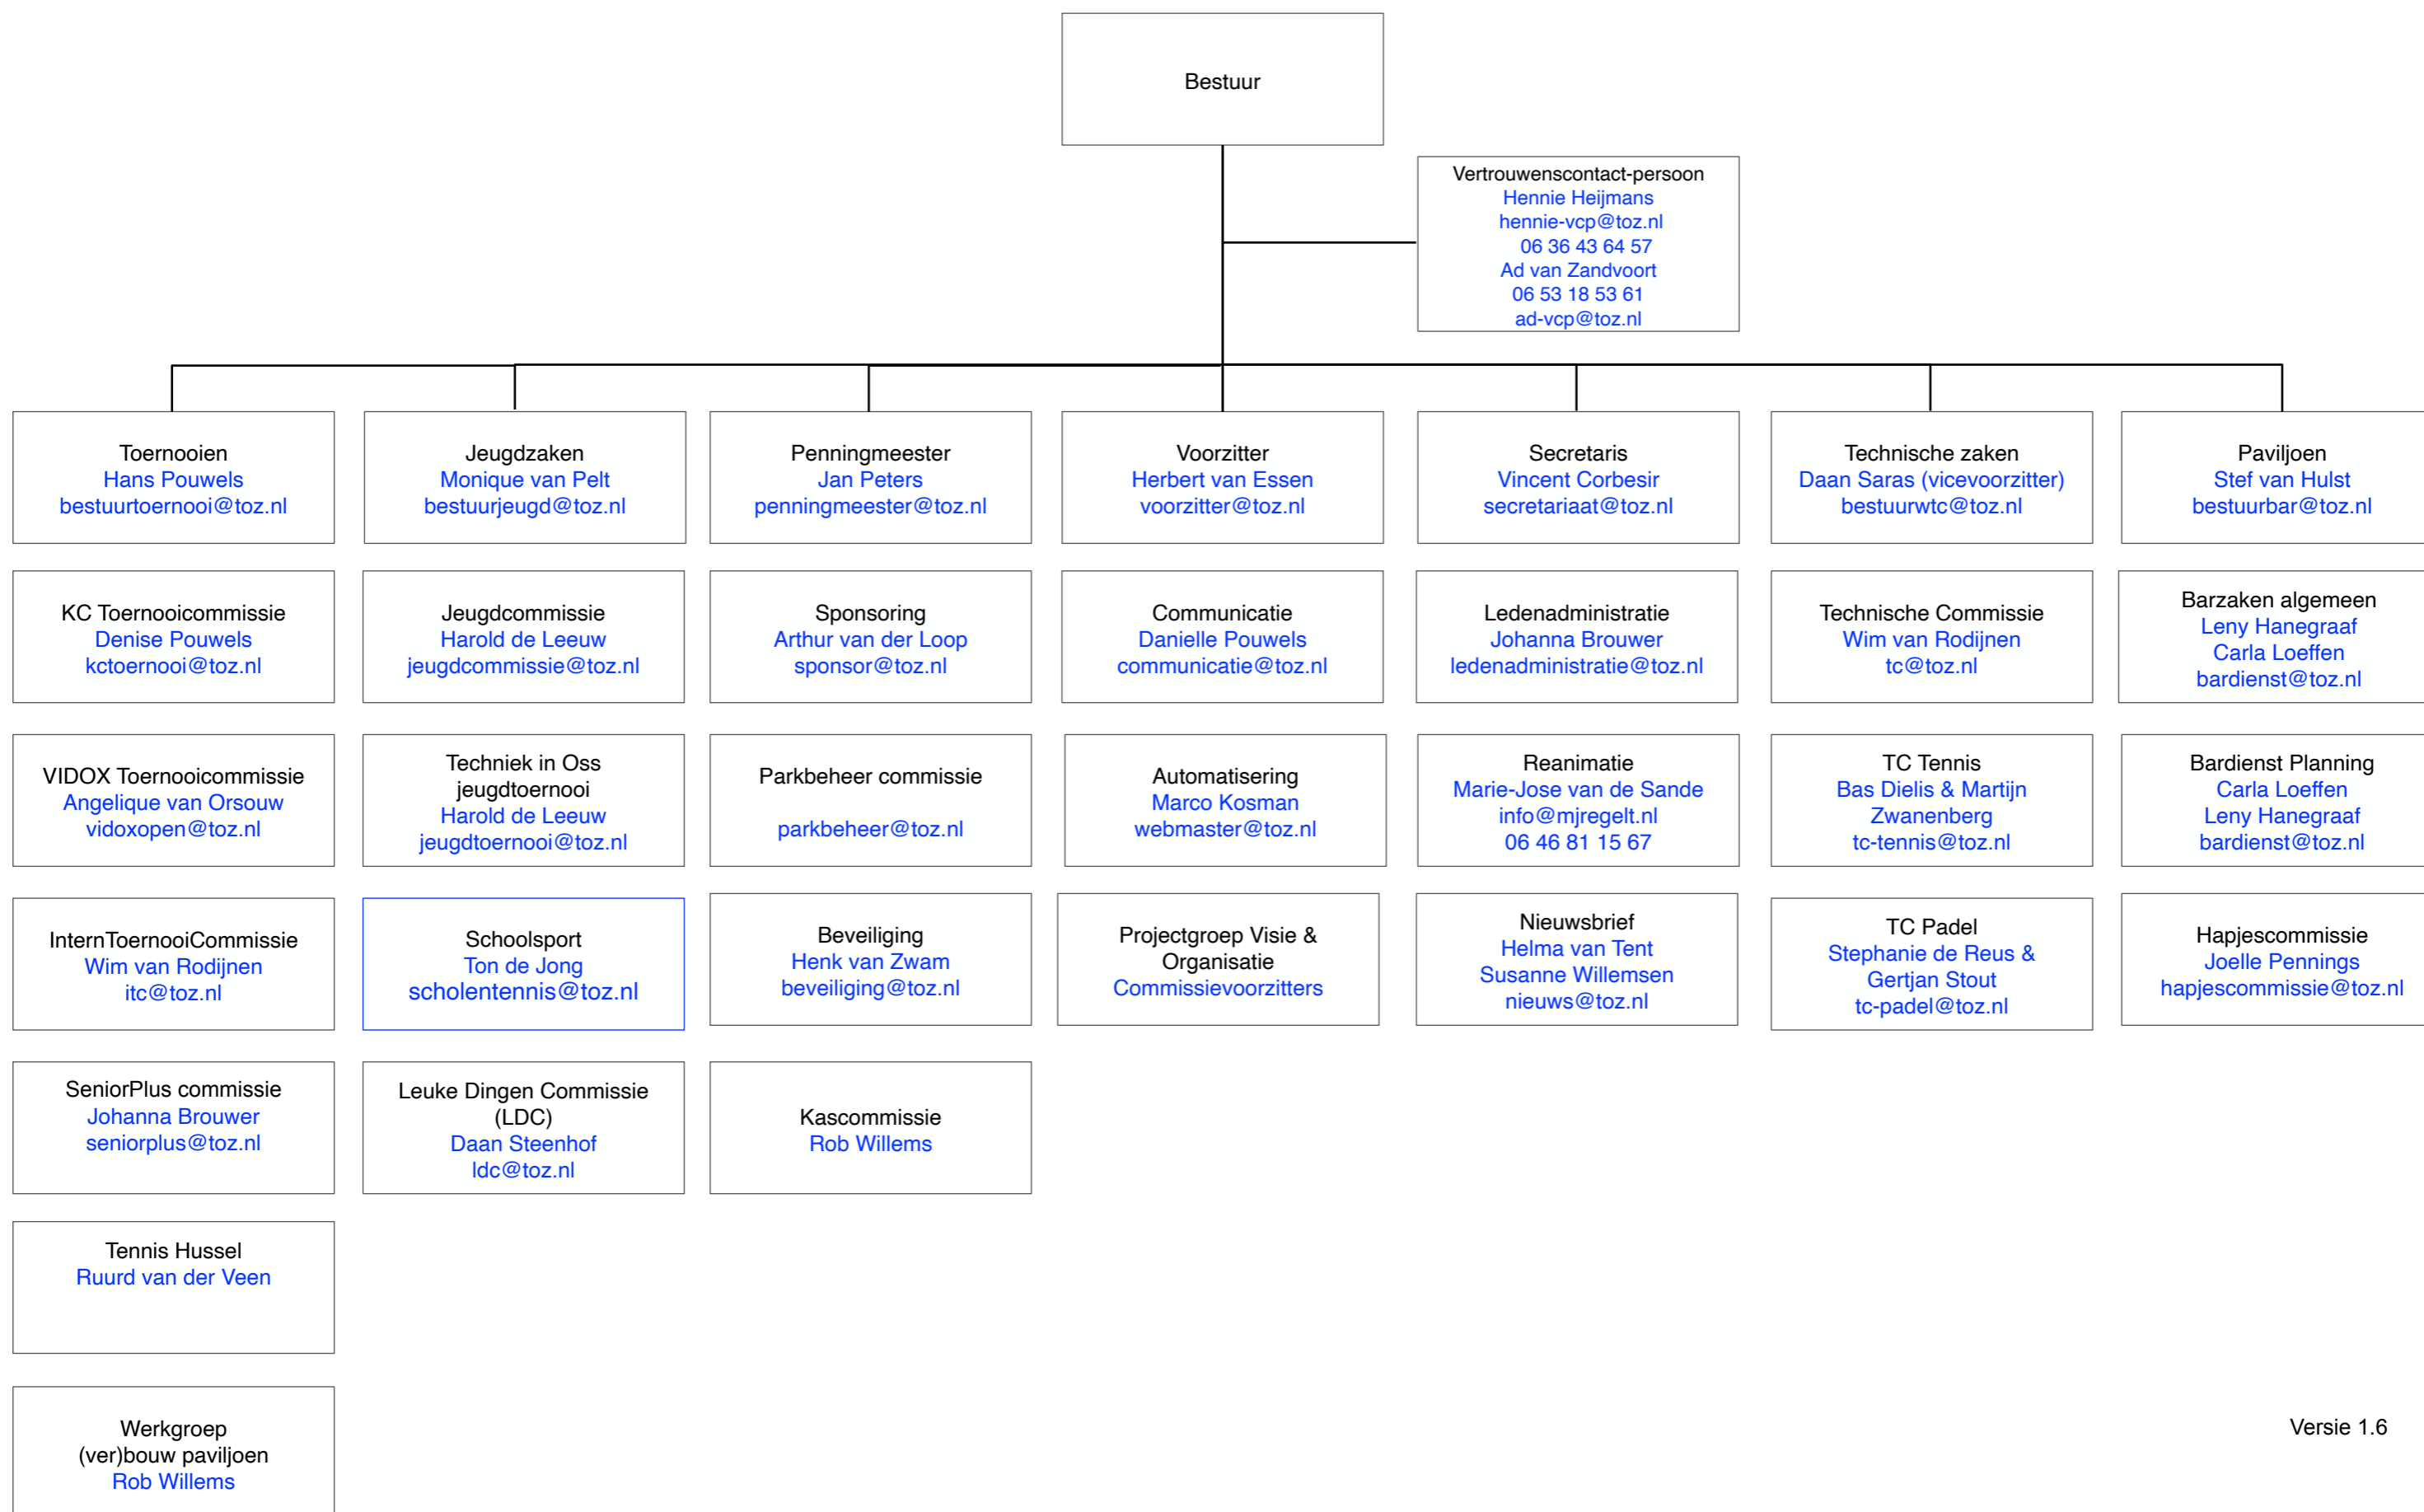 Bestuur
Vertrouwenscontact-persoon
Hennie Heijmans
hennie-vcp@toz.nl
06 36 43 64 57
Ad van Zandvoort
06 53 18 53 61
ad-vcp@toz.nl
Toernooien
Hans Pouwels
bestuurtoernooi@toz.nl
Jeugdzaken
Monique van Pelt
bestuurjeugd@toz.nl
Penningmeester
Jan Peters
penningmeester@toz.nl
Voorzitter
Herbert van Essen
voorzitter@toz.nl
Secretaris
Vincent Corbesir
secretariaat@toz.nl
Technische zaken
Daan Saras (vicevoorzitter)
bestuurwtc@toz.nl
Paviljoen
Stef van Hulst
bestuurbar@toz.nl
KC Toernooicommissie
Denise Pouwels
kctoernooi@toz.nl
Jeugdcommissie
Harold de Leeuw
jeugdcommissie@toz.nl
Sponsoring
Arthur van der Loop
sponsor@toz.nl
Communicatie
Danielle Pouwels
communicatie@toz.nl
Ledenadministratie
Johanna Brouwer
ledenadministratie@toz.nl
Technische Commissie
Wim van Rodijnen
tc@toz.nl
Barzaken algemeen
Leny Hanegraaf
Carla Loeffen
bardienst@toz.nl
VIDOX Toernooicommissie
Angelique van Orsouw
vidoxopen@toz.nl
Techniek in Oss
jeugdtoernooi
Harold de Leeuw
jeugdtoernooi@toz.nl
Parkbeheer commissie
parkbeheer@toz.nl
Automatisering
Marco Kosman
webmaster@toz.nl
Reanimatie
Marie-Jose van de Sande
info@mjregelt.nl
06 46 81 15 67
TC Tennis
Bas Dielis & Martijn
Zwanenberg
tc-tennis@toz.nl
Bardienst Planning
Carla Loeffen
Leny Hanegraaf
bardienst@toz.nl
InternToernooiCommissie
Wim van Rodijnen
itc@toz.nl
Schoolsport
Ton de Jong
scholentennis@toz.nl
Beveiliging
Henk van Zwam
beveiliging@toz.nl
Projectgroep Visie &
Organisatie
Commissievoorzitters
Nieuwsbrief
Helma van Tent
Susanne Willemsen
nieuws@toz.nl
TC Padel
Stephanie de Reus &
Gertjan Stout
tc-padel@toz.nl
Hapjescommissie
Joelle Pennings
hapjescommissie@toz.nl
SeniorPlus commissie
Johanna Brouwer
seniorplus@toz.nl
Leuke Dingen Commissie
(LDC)
Daan Steenhof
ldc@toz.nl
Kascommissie
Rob Willems
Tennis Hussel
Ruurd van der Veen
Werkgroep
(ver)bouw paviljoen
Rob Willems
Versie 1.6